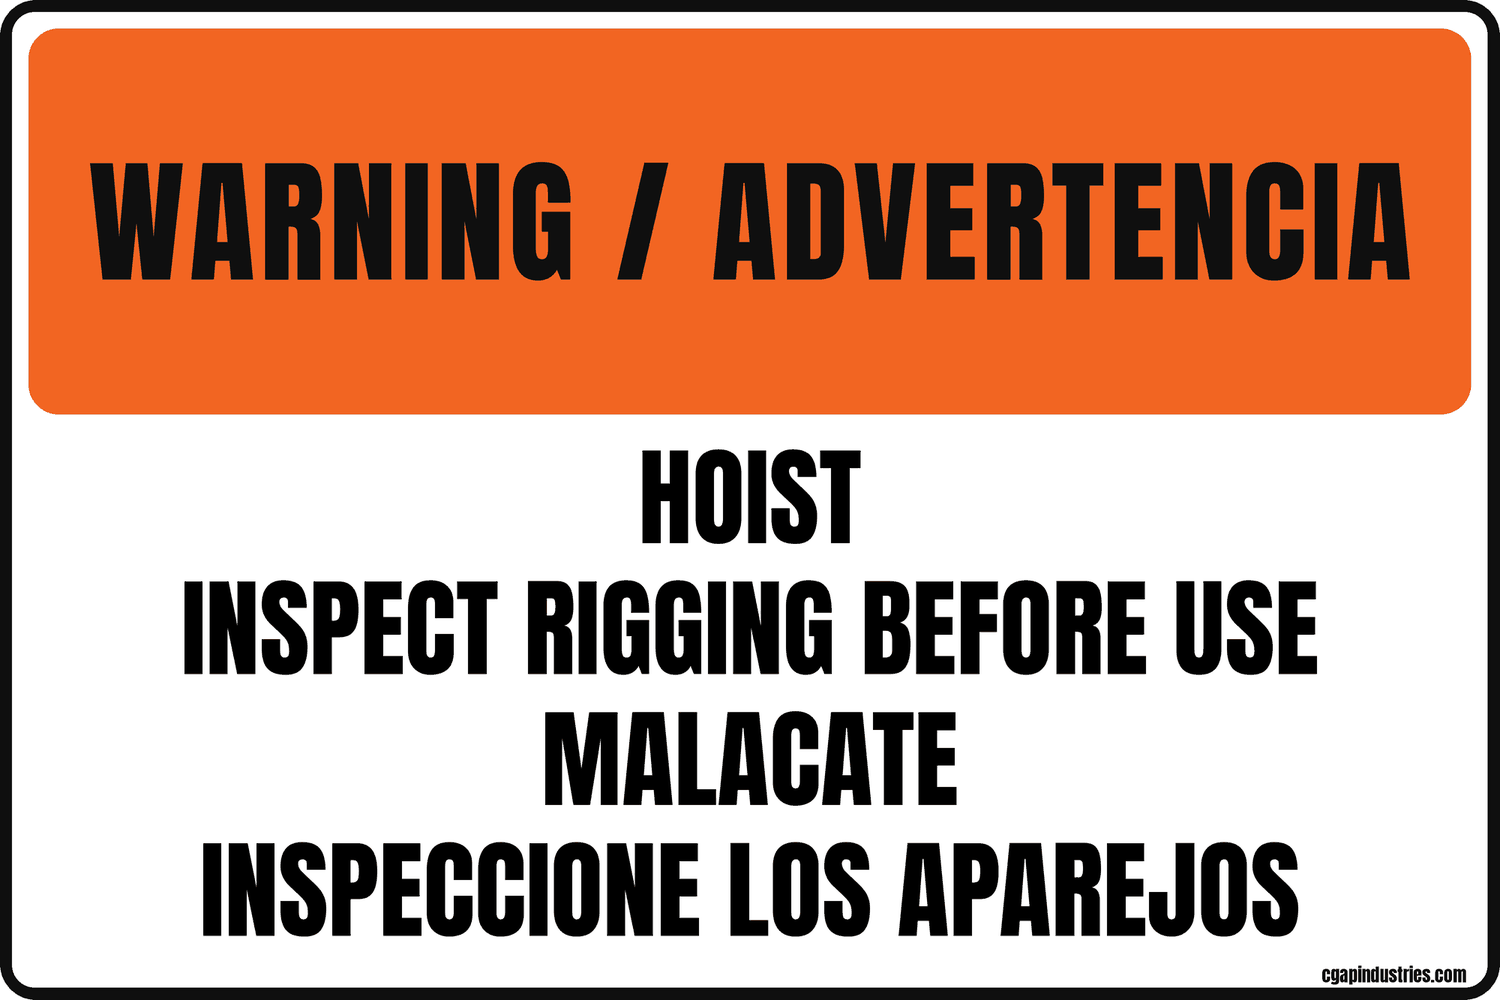 WARNING / ADVERTENCIA
HOIST
INSPECT RIGGING BEFORE USE
MALACATE
INSPECCIONE LOS APAREJOS
cgapindustries.com